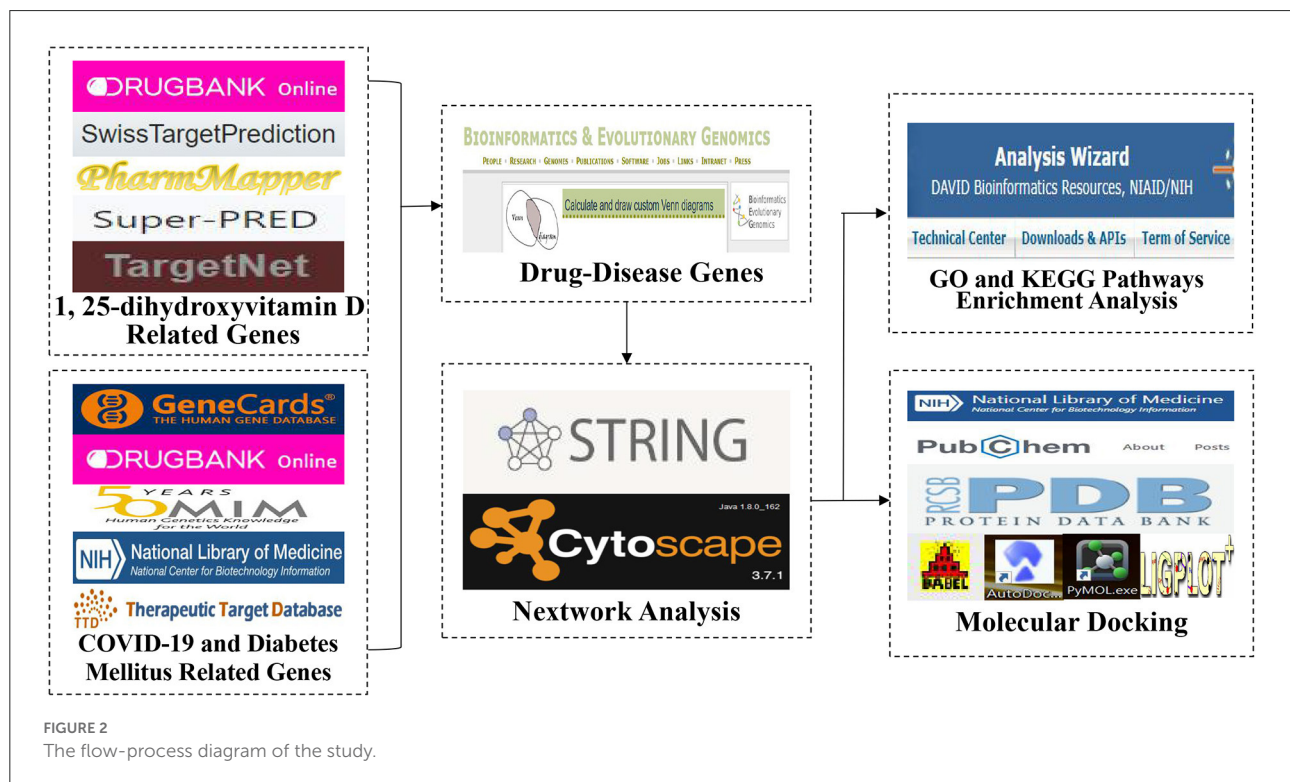 DRUGBANK Online
SwissTargetPrediction
PharmMapper
Super-PRED
TargetNet
1, 25-dihydroxyvitamin D
Related Genes
GeneCards®
THE HUMAN GENE DATABASE
DRUGBANK Online
50 YEARS
OMIM
Human Genetics Knowledge
for the World
NIH National Library of Medicine
National Center for Biotechnology Information
TTD Therapeutic Target Database
COVID-19 and Diabetes
Mellitus Related Genes
BIOINFORMATICS & EVOLUTIONARY GENOMICS
PEOPLE • RESEARCH • GENOMES • PUBLICATIONS • SOFTWARE • JOBS • LINKS • INTRANET • PRESS
Venn
Calculate and draw custom Venn diagrams
Bioinformatics
Evolutionary
Genomics
Drug-Disease Genes
STRING
Java 1.8.0_162
Cytoscape
3.7.1
Nextwork Analysis
Analysis Wizard
DAVID Bioinformatics Resources, NIAID/NIH
Technical Center Downloads & APIs Term of Service
GO and KEGG Pathways
Enrichment Analysis
NIH National Library of Medicine
National Center for Biotechnology Information
PubChem About Posts
RCSB PDB
PROTEIN DATA BANK
BABEL
AutoDoc...
PyMOL.exe
LIGPLOT+
Molecular Docking
FIGURE 2
The flow-process diagram of the study.